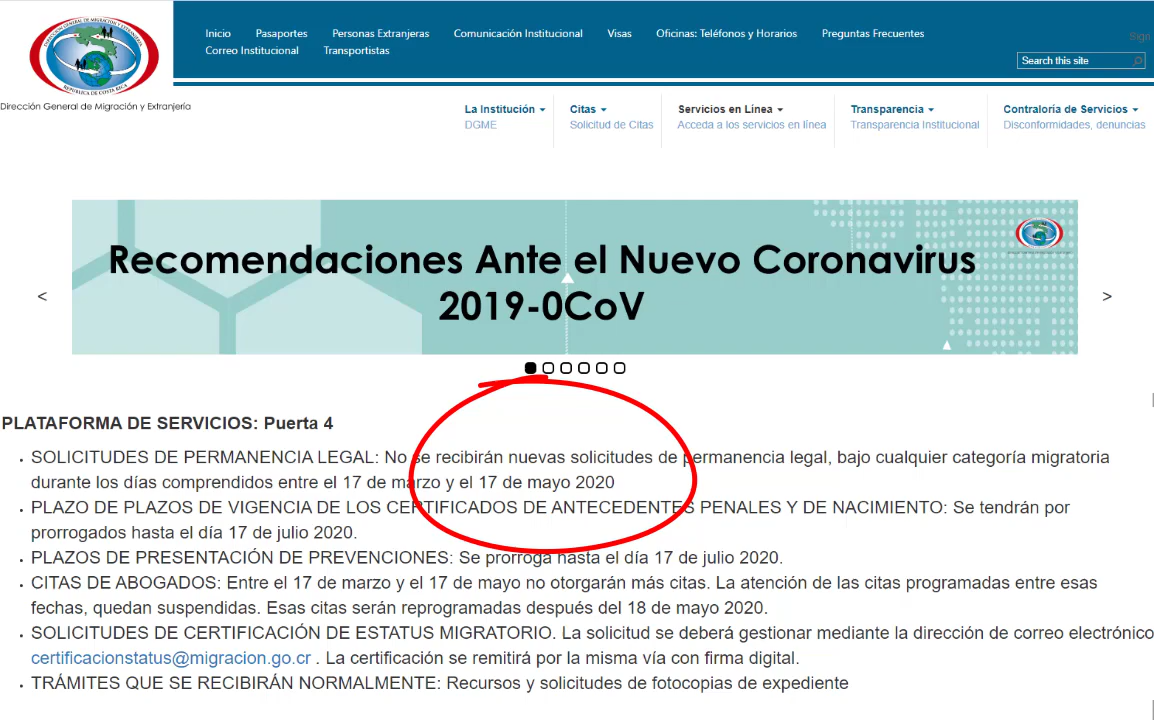 DIRECCIÓN GENERAL DE MIGRACIÓN Y EXTRANJERÍA
REPÚBLICA DE COSTA RICA
Dirección General de Migración y Extranjería
Inicio Pasaportes Personas Extranjeras Comunicación Institucional Visas Oficinas: Teléfonos y Horarios Preguntas Frecuentes
Correo Institucional Transportistas
Sign
Search this site
La Institución Citas Servicios en Línea Transparencia Contraloría de Servicios
DGME Solicitud de Citas Acceda a los servicios en línea Transparencia Institucional Disconformidades, denuncias
Recomendaciones Ante el Nuevo Coronavirus
2019-0CoV
< >
PLATAFORMA DE SERVICIOS: Puerta 4
• SOLICITUDES DE PERMANENCIA LEGAL: No se recibirán nuevas solicitudes de permanencia legal, bajo cualquier categoría migratoria
durante los días comprendidos entre el 17 de marzo y el 17 de mayo 2020
• PLAZO DE PLAZOS DE VIGENCIA DE LOS CERTIFICADOS DE ANTECEDENTES PENALES Y DE NACIMIENTO: Se tendrán por
prorrogados hasta el día 17 de julio 2020.
• PLAZOS DE PRESENTACIÓN DE PREVENCIONES: Se prorroga hasta el día 17 de julio 2020.
• CITAS DE ABOGADOS: Entre el 17 de marzo y el 17 de mayo no otorgarán más citas. La atención de las citas programadas entre esas
fechas, quedan suspendidas. Esas citas serán reprogramadas después del 18 de mayo 2020.
• SOLICITUDES DE CERTIFICACIÓN DE ESTATUS MIGRATORIO. La solicitud se deberá gestionar mediante la dirección de correo electrónico
certificacionstatus@migracion.go.cr . La certificación se remitirá por la misma vía con firma digital.
• TRÁMITES QUE SE RECIBIRÁN NORMALMENTE: Recursos y solicitudes de fotocopias de expediente